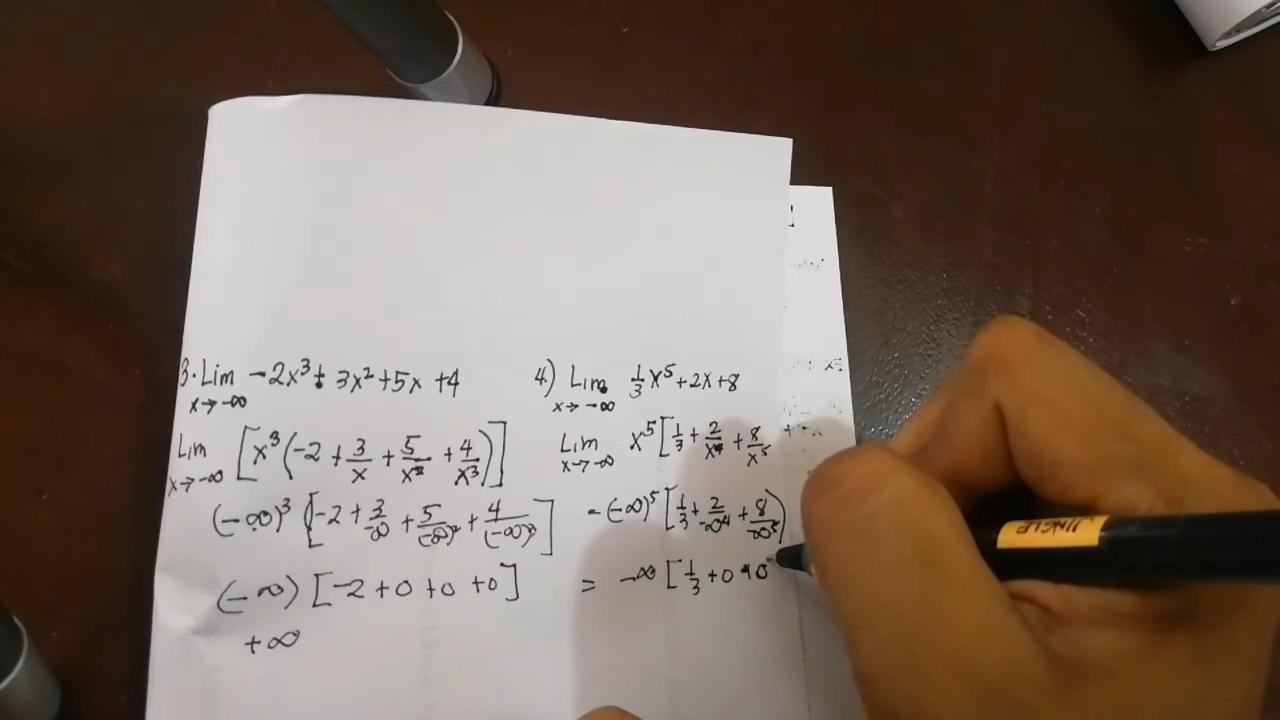 3. Lim -2x³ + 3x² + 5x + 4
x → -∞
Lim [x³(-2 + 3/x + 5/x² + 4/x³)]
x → -∞
(-∞)³ [-2 + 3/-∞ + 5/(-∞)² + 4/(-∞)³]
(-∞) [-2 + 0 + 0 + 0]
+∞
4.) Lim 1/3 x⁵ + 2x + 8
x → -∞
Lim x⁵ [1/3 + 2/x⁴ + 8/x⁵
x → -∞
= (-∞)⁵ [1/3 + 2/-∞⁴ + 8/-∞⁵)
= -∞ [1/3 + 0 + 0
JINGLE